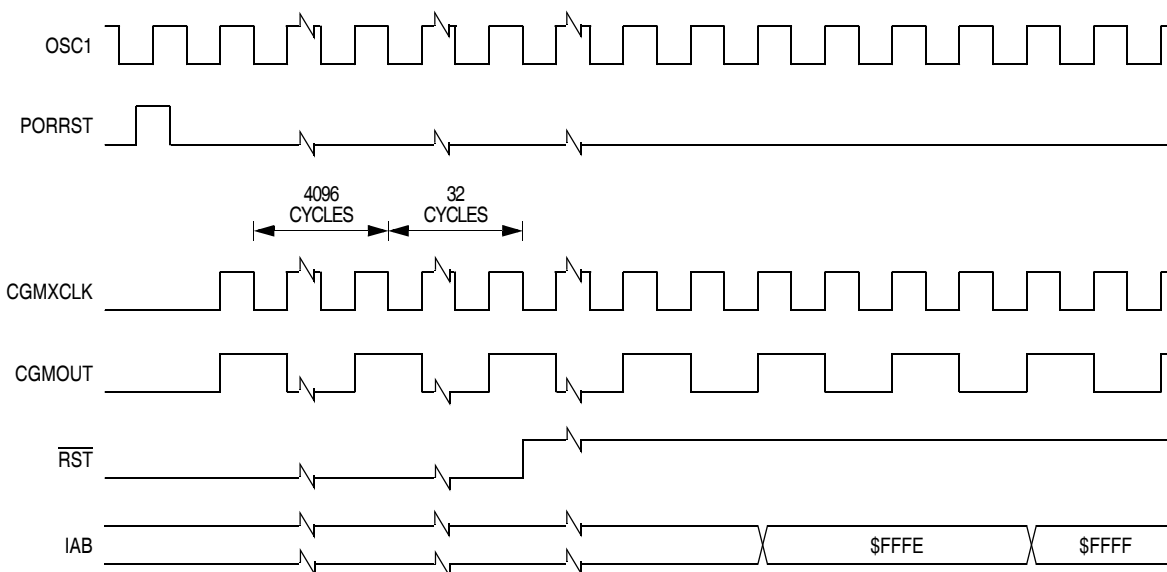 OSC1
PORRST
4096
CYCLES
32
CYCLES
CGMXCLK
CGMOUT
RST
IAB
$FFFE
$FFFF